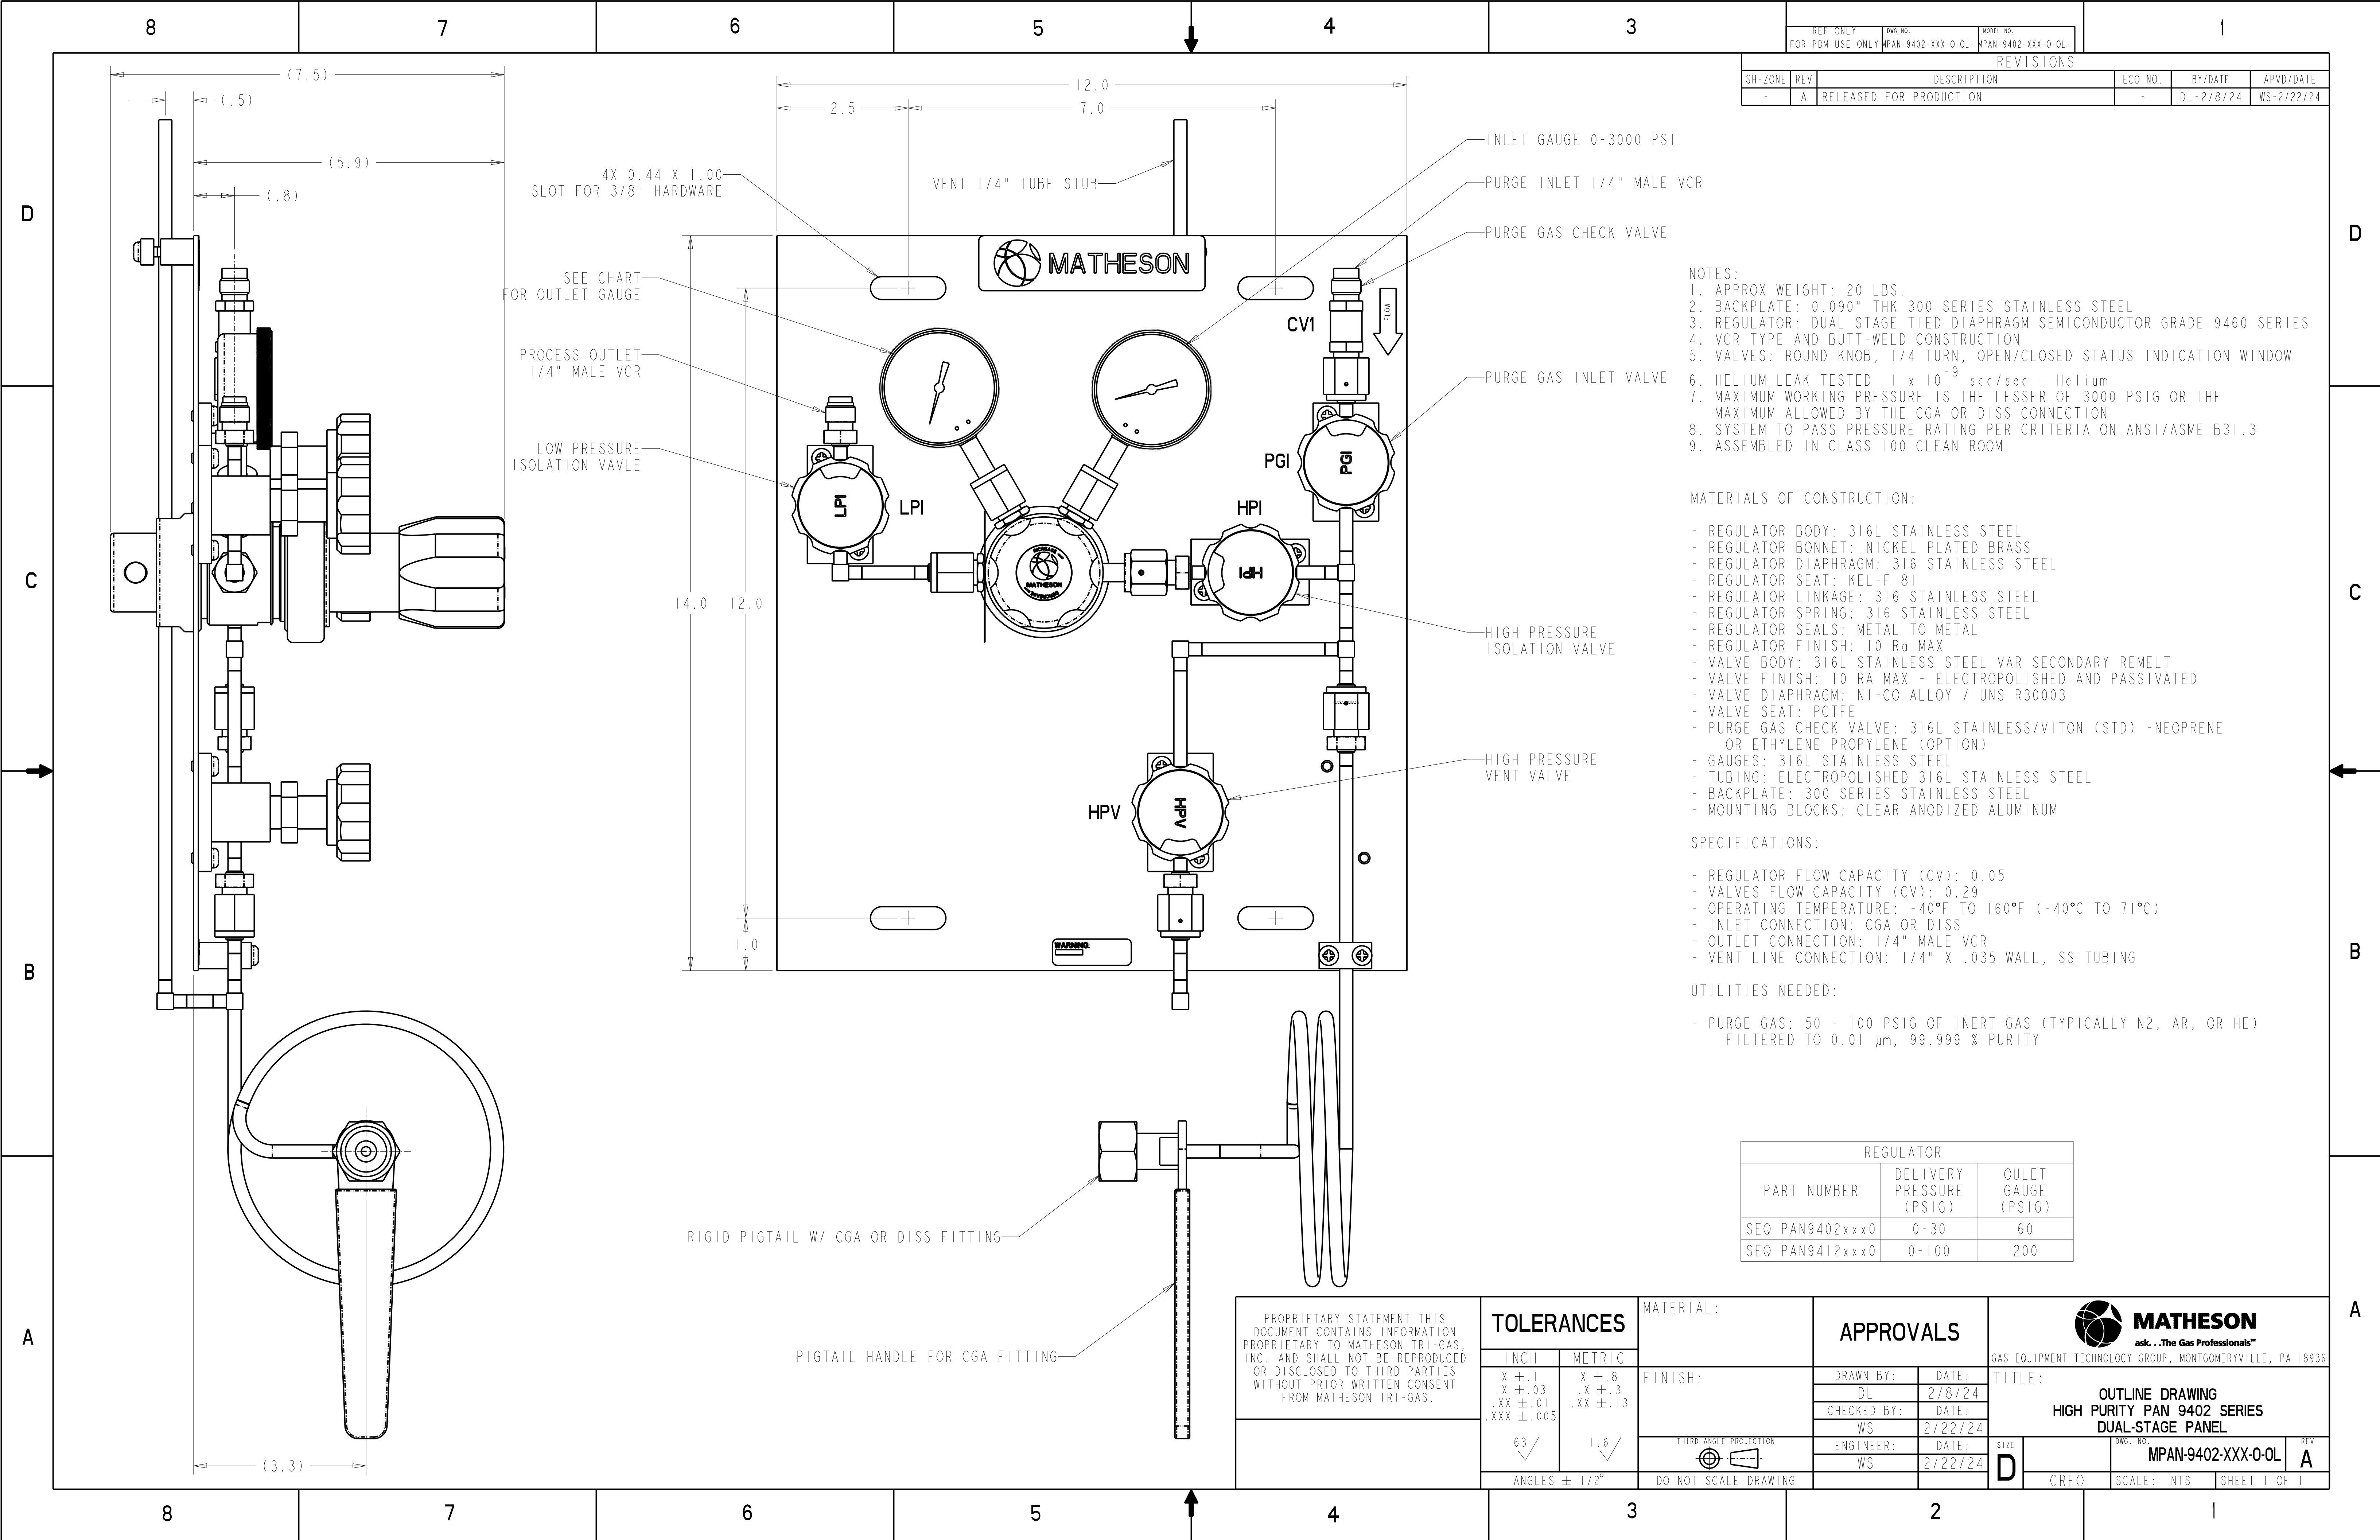 8 7 6 5 4 3 1
REF ONLY
FOR PDM USE ONLY
DWG NO.
MPAN-9402-XXX-O-OL-
MODEL NO.
MPAN-9402-XXX-O-OL-
REVISIONS
SH-ZONE REV DESCRIPTION ECO NO. BY/DATE APVD/DATE
- A RELEASED FOR PRODUCTION - DL-2/8/24 WS-2/22/24
D
C
B
A
D
C
B
A
(7.5)
(.5)
(5.9)
(.8)
(3.3)
12.0
2.5
7.0
14.0
12.0
1.0
4X 0.44 X 1.00
SLOT FOR 3/8" HARDWARE
VENT 1/4" TUBE STUB
SEE CHART
FOR OUTLET GAUGE
PROCESS OUTLET
1/4" MALE VCR
LOW PRESSURE
ISOLATION VAVLE
INLET GAUGE 0-3000 PSI
PURGE INLET 1/4" MALE VCR
PURGE GAS CHECK VALVE
PURGE GAS INLET VALVE
HIGH PRESSURE
ISOLATION VALVE
HIGH PRESSURE
VENT VALVE
RIGID PIGTAIL W/ CGA OR DISS FITTING
PIGTAIL HANDLE FOR CGA FITTING
MATHESON
CV1
FLOW
PGI
PGI
LPI
LPI
HPI
HPI
HPV
HPV
INCREASE
MATHESON
DECREASE
WARNING:
NOTES:
1. APPROX WEIGHT: 20 LBS.
2. BACKPLATE: 0.090" THK 300 SERIES STAINLESS STEEL
3. REGULATOR: DUAL STAGE TIED DIAPHRAGM SEMICONDUCTOR GRADE 9460 SERIES
4. VCR TYPE AND BUTT-WELD CONSTRUCTION
5. VALVES: ROUND KNOB, 1/4 TURN, OPEN/CLOSED STATUS INDICATION WINDOW
6. HELIUM LEAK TESTED 1 x 10⁻⁹ scc/sec - Helium
7. MAXIMUM WORKING PRESSURE IS THE LESSER OF 3000 PSIG OR THE
MAXIMUM ALLOWED BY THE CGA OR DISS CONNECTION
8. SYSTEM TO PASS PRESSURE RATING PER CRITERIA ON ANSI/ASME B31.3
9. ASSEMBLED IN CLASS 100 CLEAN ROOM
MATERIALS OF CONSTRUCTION:
- REGULATOR BODY: 316L STAINLESS STEEL
- REGULATOR BONNET: NICKEL PLATED BRASS
- REGULATOR DIAPHRAGM: 316 STAINLESS STEEL
- REGULATOR SEAT: KEL-F 81
- REGULATOR LINKAGE: 316 STAINLESS STEEL
- REGULATOR SPRING: 316 STAINLESS STEEL
- REGULATOR SEALS: METAL TO METAL
- REGULATOR FINISH: 10 Ra MAX
- VALVE BODY: 316L STAINLESS STEEL VAR SECONDARY REMELT
- VALVE FINISH: 10 RA MAX - ELECTROPOLISHED AND PASSIVATED
- VALVE DIAPHRAGM: NI-CO ALLOY / UNS R30003
- VALVE SEAT: PCTFE
- PURGE GAS CHECK VALVE: 316L STAINLESS/VITON (STD) -NEOPRENE
OR ETHYLENE PROPYLENE (OPTION)
- GAUGES: 316L STAINLESS STEEL
- TUBING: ELECTROPOLISHED 316L STAINLESS STEEL
- BACKPLATE: 300 SERIES STAINLESS STEEL
- MOUNTING BLOCKS: CLEAR ANODIZED ALUMINUM
SPECIFICATIONS:
- REGULATOR FLOW CAPACITY (CV): 0.05
- VALVES FLOW CAPACITY (CV): 0.29
- OPERATING TEMPERATURE: -40°F TO 160°F (-40°C TO 71°C)
- INLET CONNECTION: CGA OR DISS
- OUTLET CONNECTION: 1/4" MALE VCR
- VENT LINE CONNECTION: 1/4" X .035 WALL, SS TUBING
UTILITIES NEEDED:
- PURGE GAS: 50 - 100 PSIG OF INERT GAS (TYPICALLY N2, AR, OR HE)
FILTERED TO 0.01 µm, 99.999 % PURITY
REGULATOR
PART NUMBER DELIVERY PRESSURE (PSIG) OULET GAUGE (PSIG)
SEQ PAN9402xxx0 0-30 60
SEQ PAN9412xxx0 0-100 200
PROPRIETARY STATEMENT THIS
DOCUMENT CONTAINS INFORMATION
PROPRIETARY TO MATHESON TRI-GAS,
INC. AND SHALL NOT BE REPRODUCED
OR DISCLOSED TO THIRD PARTIES
WITHOUT PRIOR WRITTEN CONSENT
FROM MATHESON TRI-GAS.
TOLERANCES
INCH METRIC
X ±.1 X ±.8
.X ±.03 .X ±.3
.XX ±.01 .XX ±.13
.XXX ±.005
63 1.6
ANGLES ± 1/2°
MATERIAL:
FINISH:
THIRD ANGLE PROJECTION
DO NOT SCALE DRAWING
APPROVALS
DRAWN BY: DATE:
DL 2/8/24
CHECKED BY: DATE:
WS 2/22/24
ENGINEER: DATE:
WS 2/22/24
MATHESON
ask. . .The Gas Professionals™
GAS EQUIPMENT TECHNOLOGY GROUP, MONTGOMERYVILLE, PA 18936
TITLE:
OUTLINE DRAWING
HIGH PURITY PAN 9402 SERIES
DUAL-STAGE PANEL
SIZE
D
DWG. NO.
MPAN-9402-XXX-O-OL
REV
A
CREO
SCALE: NTS
SHEET 1 OF 1
8 7 6 5 4 3 2 1